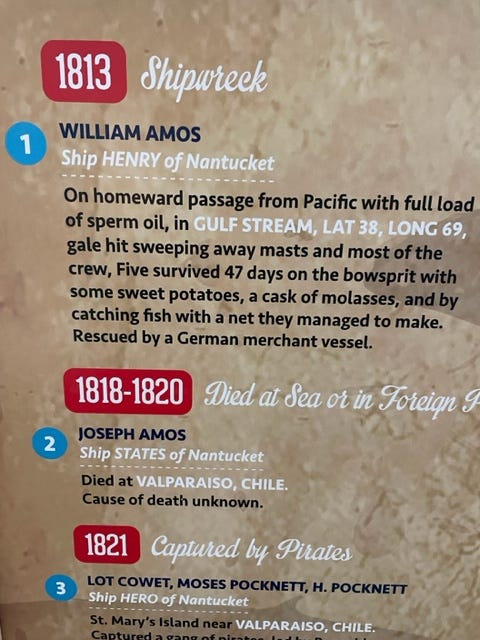 1813 Shipwreck
1 WILLIAM AMOS
Ship HENRY of Nantucket
On homeward passage from Pacific with full load
of sperm oil, in GULF STREAM, LAT 38, LONG 69,
gale hit sweeping away masts and most of the
crew, Five survived 47 days on the bowsprit with
some sweet potatoes, a cask of molasses, and by
catching fish with a net they managed to make.
Rescued by a German merchant vessel.
1818-1820 Died at Sea or in Foreign
2 JOSEPH AMOS
Ship STATES of Nantucket
Died at VALPARAISO, CHILE.
Cause of death unknown.
1821 Captured by Pirates
3 LOT COWET, MOSES POCKNETT, H. POCKNETT
Ship HERO of Nantucket
St. Mary's Island near VALPARAISO, CHILE.
Captured a gang of pirates, led by